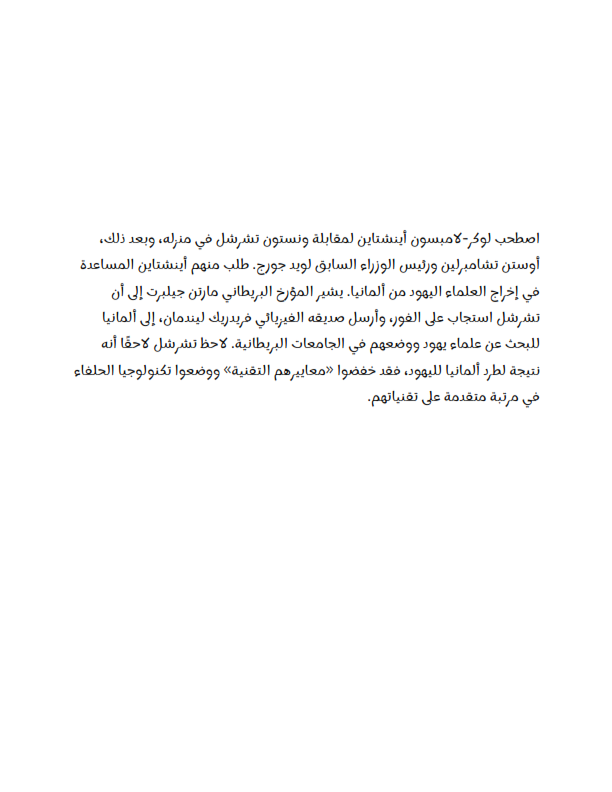 اصطحب لوكر-لامبسون أينشتاين لمقابلة ونستون تشرشل في منزله، وبعد ذلك،
أوستن تشامبرلين ورئيس الوزراء السابق لويد جورج. طلب منهم أينشتاين المساعدة
في إخراج العلماء اليهود من ألمانيا. يشير المؤرخ البريطاني مارتن جيلبرت إلى أن
تشرشل استجاب على الفور، وأرسل صديقه الفيزيائي فريدريك ليندمان، إلى ألمانيا
للبحث عن علماء يهود ووضعهم في الجامعات البريطانية. لاحظ تشرشل لاحقًا أنه
نتيجة لطرد ألمانيا لليهود، فقد خفضوا «معاييرهم التقنية» ووضعوا تكنولوجيا الحلفاء
في مرتبة متقدمة على تقنياتهم.